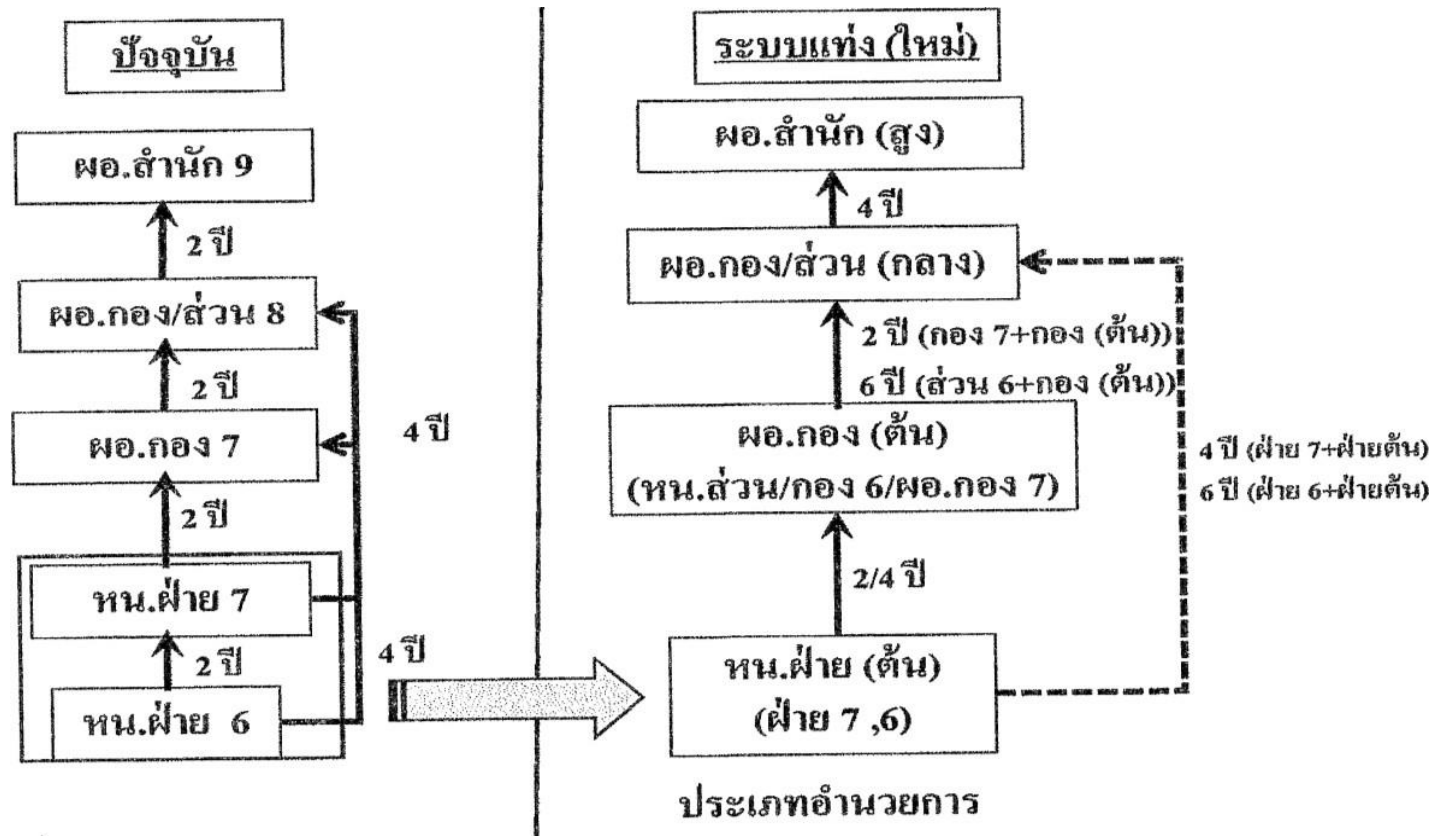 ปัจจุบัน
ผอ.สำนัก 9
2 ปี
ผอ.กอง/ส่วน 8
2 ปี
ผอ.กอง 7
4 ปี
2 ปี
หน.ฝ่าย 7
2 ปี
4 ปี
หน.ฝ่าย 6
ระบบแท่ง (ใหม่)
ผอ.สำนัก (สูง)
4 ปี
ผอ.กอง/ส่วน (กลาง)
2 ปี (กอง 7+กอง (ต้น))
6 ปี (ส่วน 6+กอง (ต้น))
ผอ.กอง (ต้น)
(หน.ส่วน/กอง 6/ผอ.กอง 7)
4 ปี (ฝ่าย 7+ฝ่ายต้น)
6 ปี (ฝ่าย 6+ฝ่ายต้น)
2/4 ปี
หน.ฝ่าย (ต้น)
(ฝ่าย 7 ,6)
ประเภทอำนวยการ